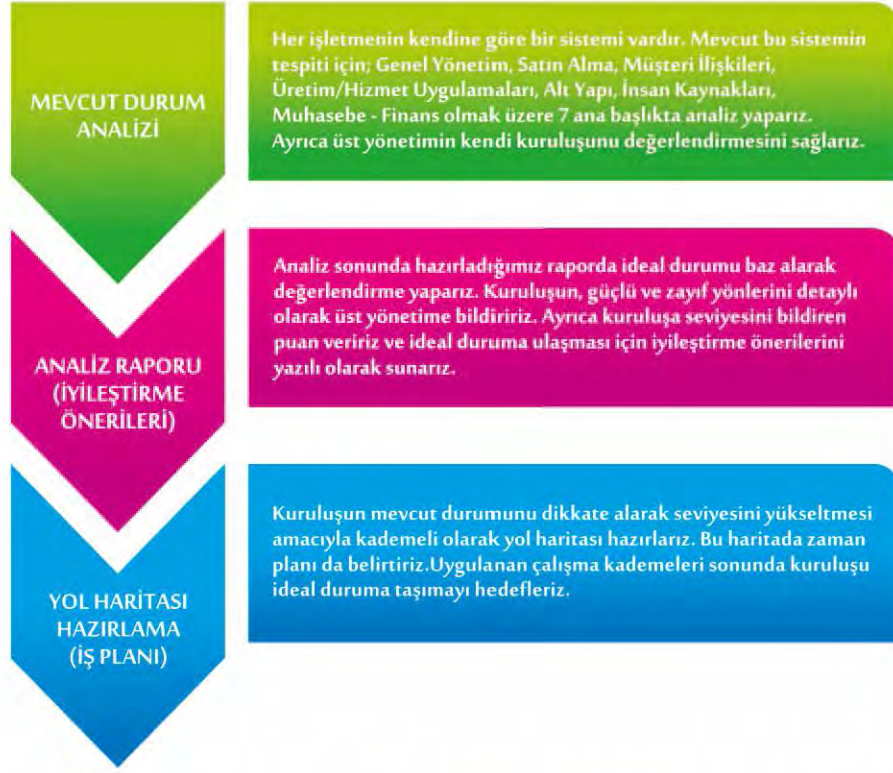 MEVCUT DURUM
ANALİZİ
Her işletmenin kendine göre bir sistemi vardır. Mevcut bu sistemin
tespiti için; Genel Yönetim, Satın Alma, Müşteri İlişkileri,
Üretim/Hizmet Uygulamaları, Alt Yapı, İnsan Kaynakları,
Muhasebe - Finans olmak üzere 7 ana başlıkta analiz yaparız.
Ayrıca üst yönetimin kendi kuruluşunu değerlendirmesini sağlarız.
ANALİZ RAPORU
(İYİLEŞTİRME
ÖNERİLERİ)
Analiz sonunda hazırladığımız raporda ideal durumu baz alarak
değerlendirme yaparız. Kuruluşun, güçlü ve zayıf yönlerini detaylı
olarak üst yönetime bildiririz. Ayrıca kuruluşa seviyesini bildiren
puan veririz ve ideal duruma ulaşması için iyileştirme önerilerini
yazılı olarak sunarız.
YOL HARİTASI
HAZIRLAMA
(İŞ PLANI)
Kuruluşun mevcut durumunu dikkate alarak seviyesini yükseltmesi
amacıyla kademeli olarak yol haritası hazırlarız. Bu haritada zaman
planı da belirtiriz.Uygulanan çalışma kademeleri sonunda kuruluşu
ideal duruma taşımayı hedefleriz.